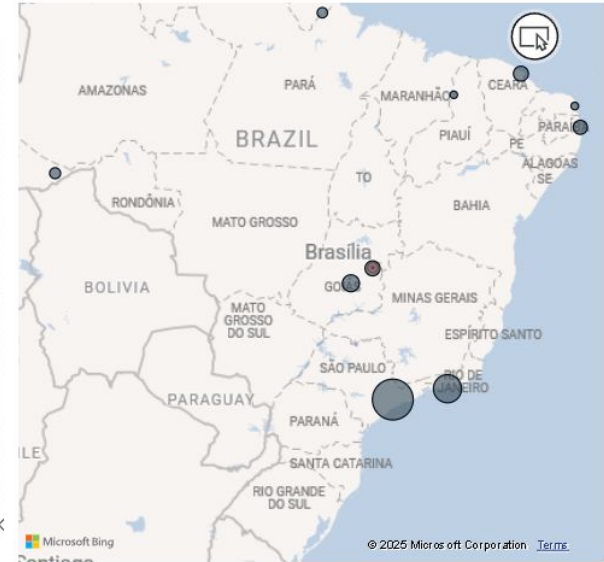 AMAZONAS
PARÁ
MARANHÃO
CEARÁ
BRAZIL
PIAUÍ
PE
ALAGOAS
SE
TO
RONDÔNIA
BAHIA
MATO GROSSO
Brasília
BOLIVIA
MINAS GERAIS
MATO
GROSSO
DO SUL
ESPÍRITO SANTO
SÃO PAULO
RIO DE
JANEIRO
PARAGUAY
PARANÁ
SANTA CATARINA
RIO GRANDE
DO SUL
Microsoft Bing
© 2025 Microsoft Corporation Terms